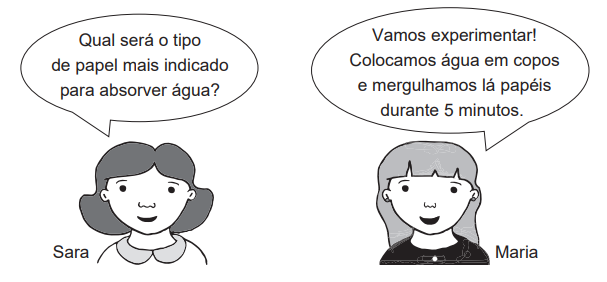 Qual será o tipo
de papel mais indicado
para absorver água?
Vamos experimentar!
Colocamos água em copos
e mergulhamos lá papéis
durante 5 minutos.
Sara
Maria